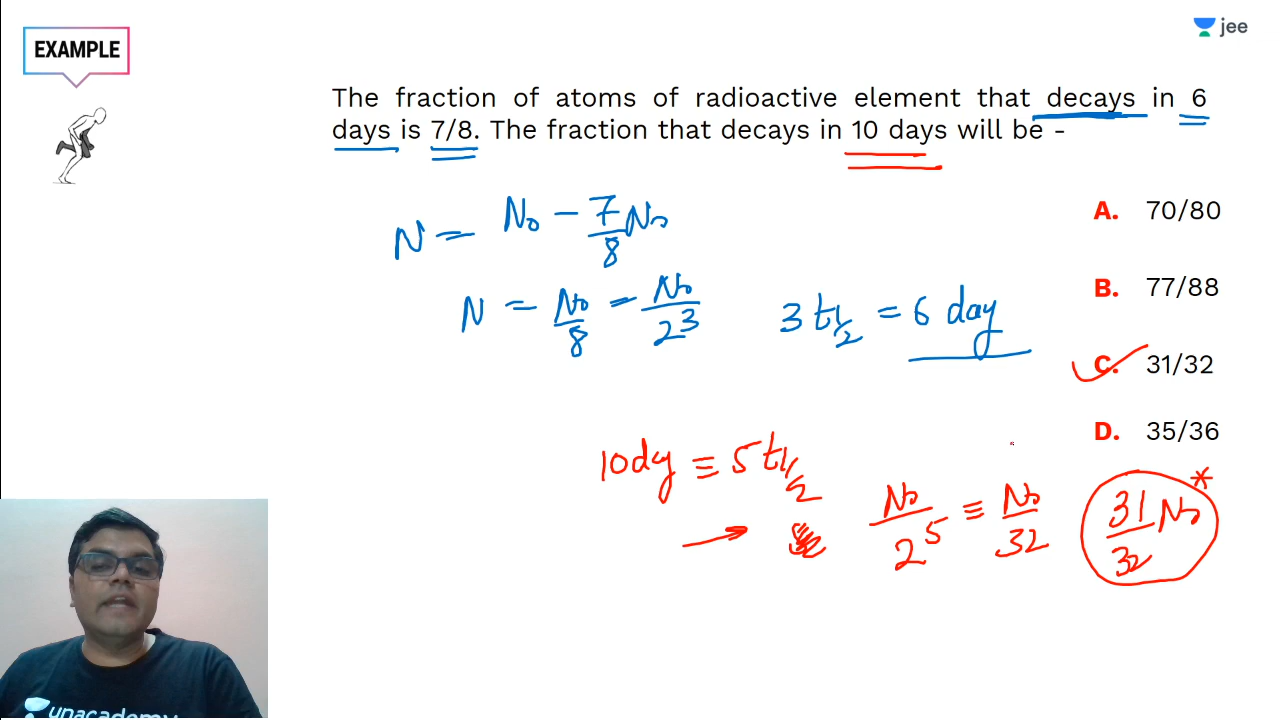 EXAMPLE
jee
The fraction of atoms of radioactive element that decays in 6
days is 7/8. The fraction that decays in 10 days will be -
A. 70/80
B. 77/88
C. 31/32
D. 35/36
N = N₀ - 7/8 N₀
N = N₀/8 = N₀/2³
3 t1/2 = 6 day
10 dy ≡ 5 t1/2
N₀/2⁵ ≡ N₀/32
31/32 N₀ *
unacademy